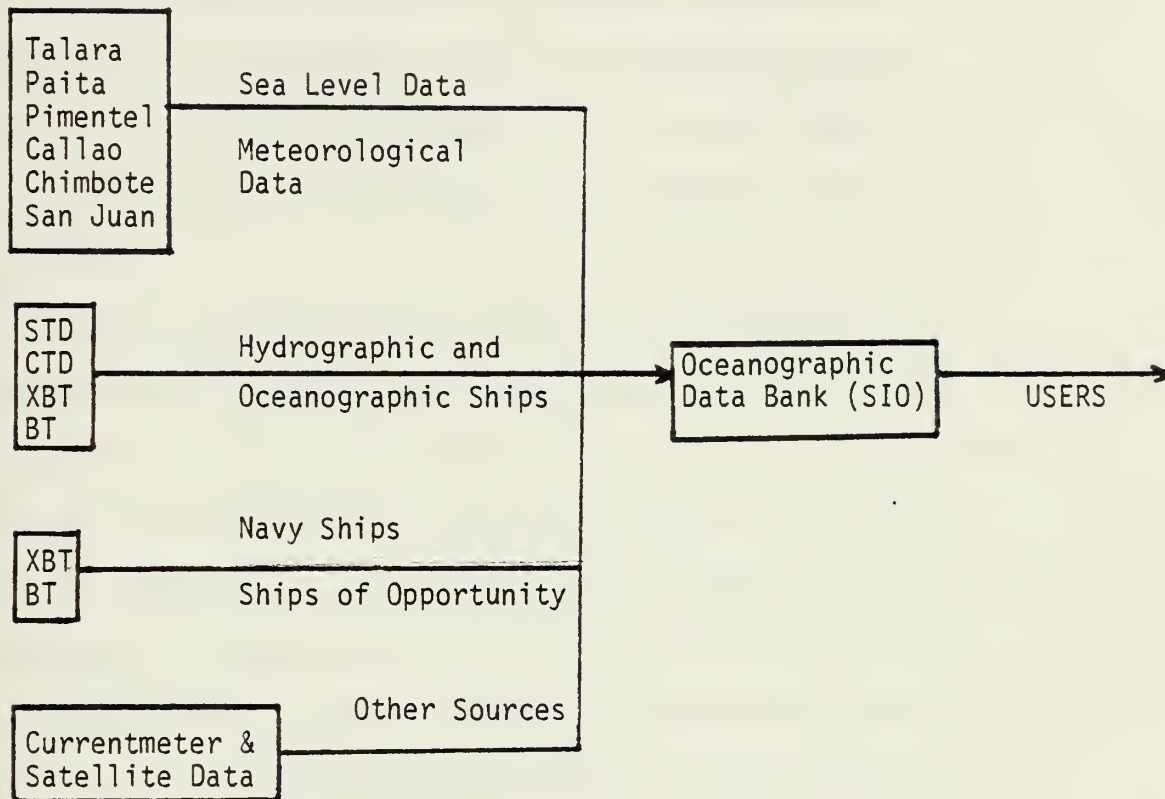 Talara
Paita
Pimentel
Callao
Chimbote
San Juan
Sea Level Data
Meteorological
Data
STD
CTD
XBT
BT
Hydrographic and
Oceanographic Ships
Oceanographic
Data Bank (SIO)
USERS
XBT
BT
Navy Ships
Ships of Opportunity
Other Sources
Currentmeter &
Satellite Data